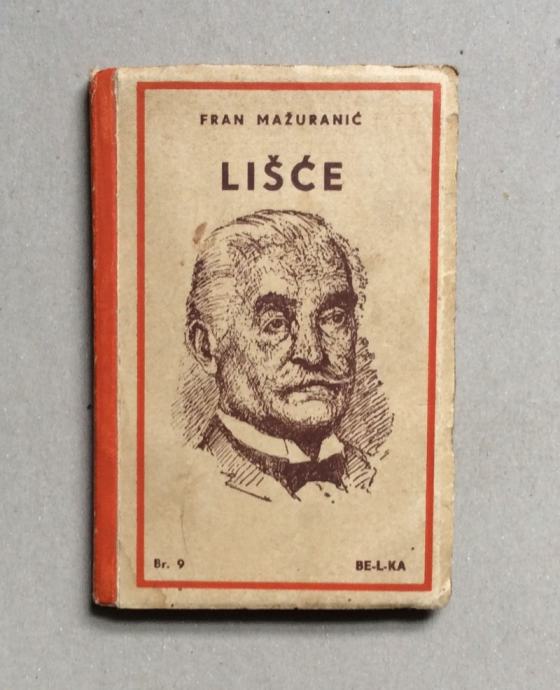 FRAN MAŽURANIĆ
LIŠĆE
Br. 9
BE-L-KA